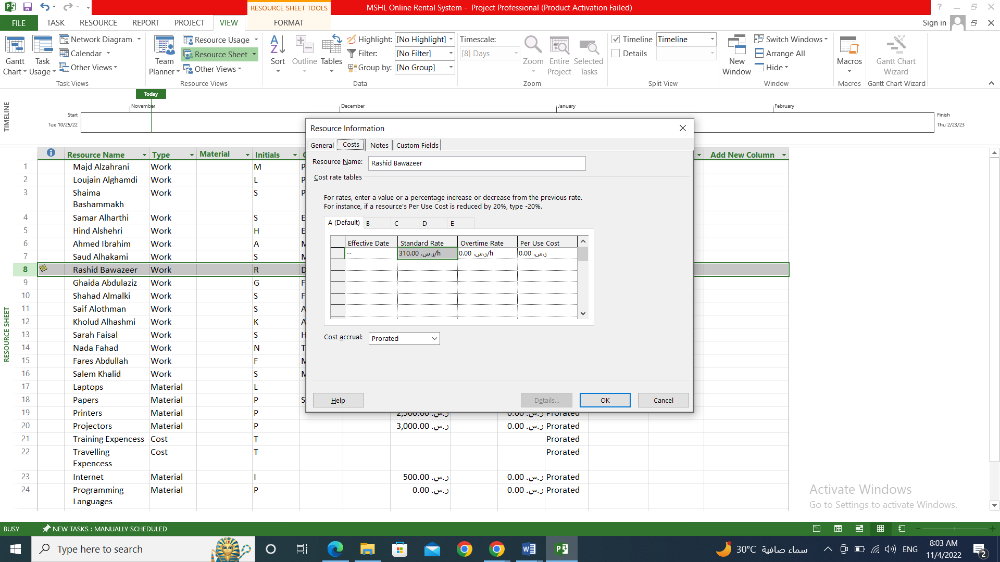 RESOURCE SHEET TOOLS
MSHL Online Rental System - Project Professional (Product Activation Failed)
FILE TASK RESOURCE REPORT PROJECT VIEW FORMAT
Sign in
Gantt Chart
Task Usage
Network Diagram
Calendar
Other Views
Task Views
Team Planner
Resource Usage
Resource Sheet
Other Views
Resource Views
Sort
Outline
Tables
Highlight: [No Highlight]
Filter: [No Filter]
Group by: [No Group]
Data
Timescale:
[8] Days
Zoom
Entire Project
Selected Tasks
Zoom
Timeline Timeline
Details
Split View
New Window
Switch Windows
Arrange All
Hide
Window
Macros
Macros
Gantt Chart Wizard
Gantt Chart Wizard
TIMELINE
Today
November December January February
Start
Tue 10/25/22
Finish
Thu 2/23/23
RESOURCE SHEET
Resource Name Type Material Initials Add New Column
1 Majd Alzahrani Work M P
2 Loujain Alghamdi Work L P
3 Shaima Bashammakh Work S P
4 Samar Alharthi Work S E
5 Hind Alshehri Work H E
6 Ahmed Ibrahim Work A M
7 Saud Alhakami Work S M
8 Rashid Bawazeer Work R D
9 Ghaida Abdulaziz Work G F
10 Shahad Almalki Work S F
11 Saif Alothman Work S A
12 Kholud Alhashmi Work K A
13 Sarah Faisal Work S H
14 Nada Fahad Work N T
15 Fares Abdullah Work F M
16 Salem Khalid Work S M
17 Laptops Material L
18 Papers Material P S
19 Printers Material P 2,500.00 ر.س. 0.00 ر.س. Prorated
20 Projectors Material P 3,000.00 ر.س. 0.00 ر.س. Prorated
21 Training Expencess Cost T Prorated
22 Travelling Expencess Cost T Prorated
23 Internet Material I 500.00 ر.س. 0.00 ر.س. Prorated
24 Programming Languages Material P 0.00 ر.س. 0.00 ر.س. Prorated
Resource Information
General Costs Notes Custom Fields
Resource Name: Rashid Bawazeer
Cost rate tables
For rates, enter a value or a percentage increase or decrease from the previous rate.
For instance, if a resource's Per Use Cost is reduced by 20%, type -20%.
A (Default) B C D E
Effective Date Standard Rate Overtime Rate Per Use Cost
-- 310.00 ر.س./h 0.00 ر.س./h 0.00 ر.س.
Cost accrual: Prorated
Help Details... OK Cancel
Activate Windows
Go to Settings to activate Windows.
BUSY NEW TASKS : MANUALLY SCHEDULED
Type here to search
30°C سماء صافية
ENG
8:03 AM
11/4/2022
2